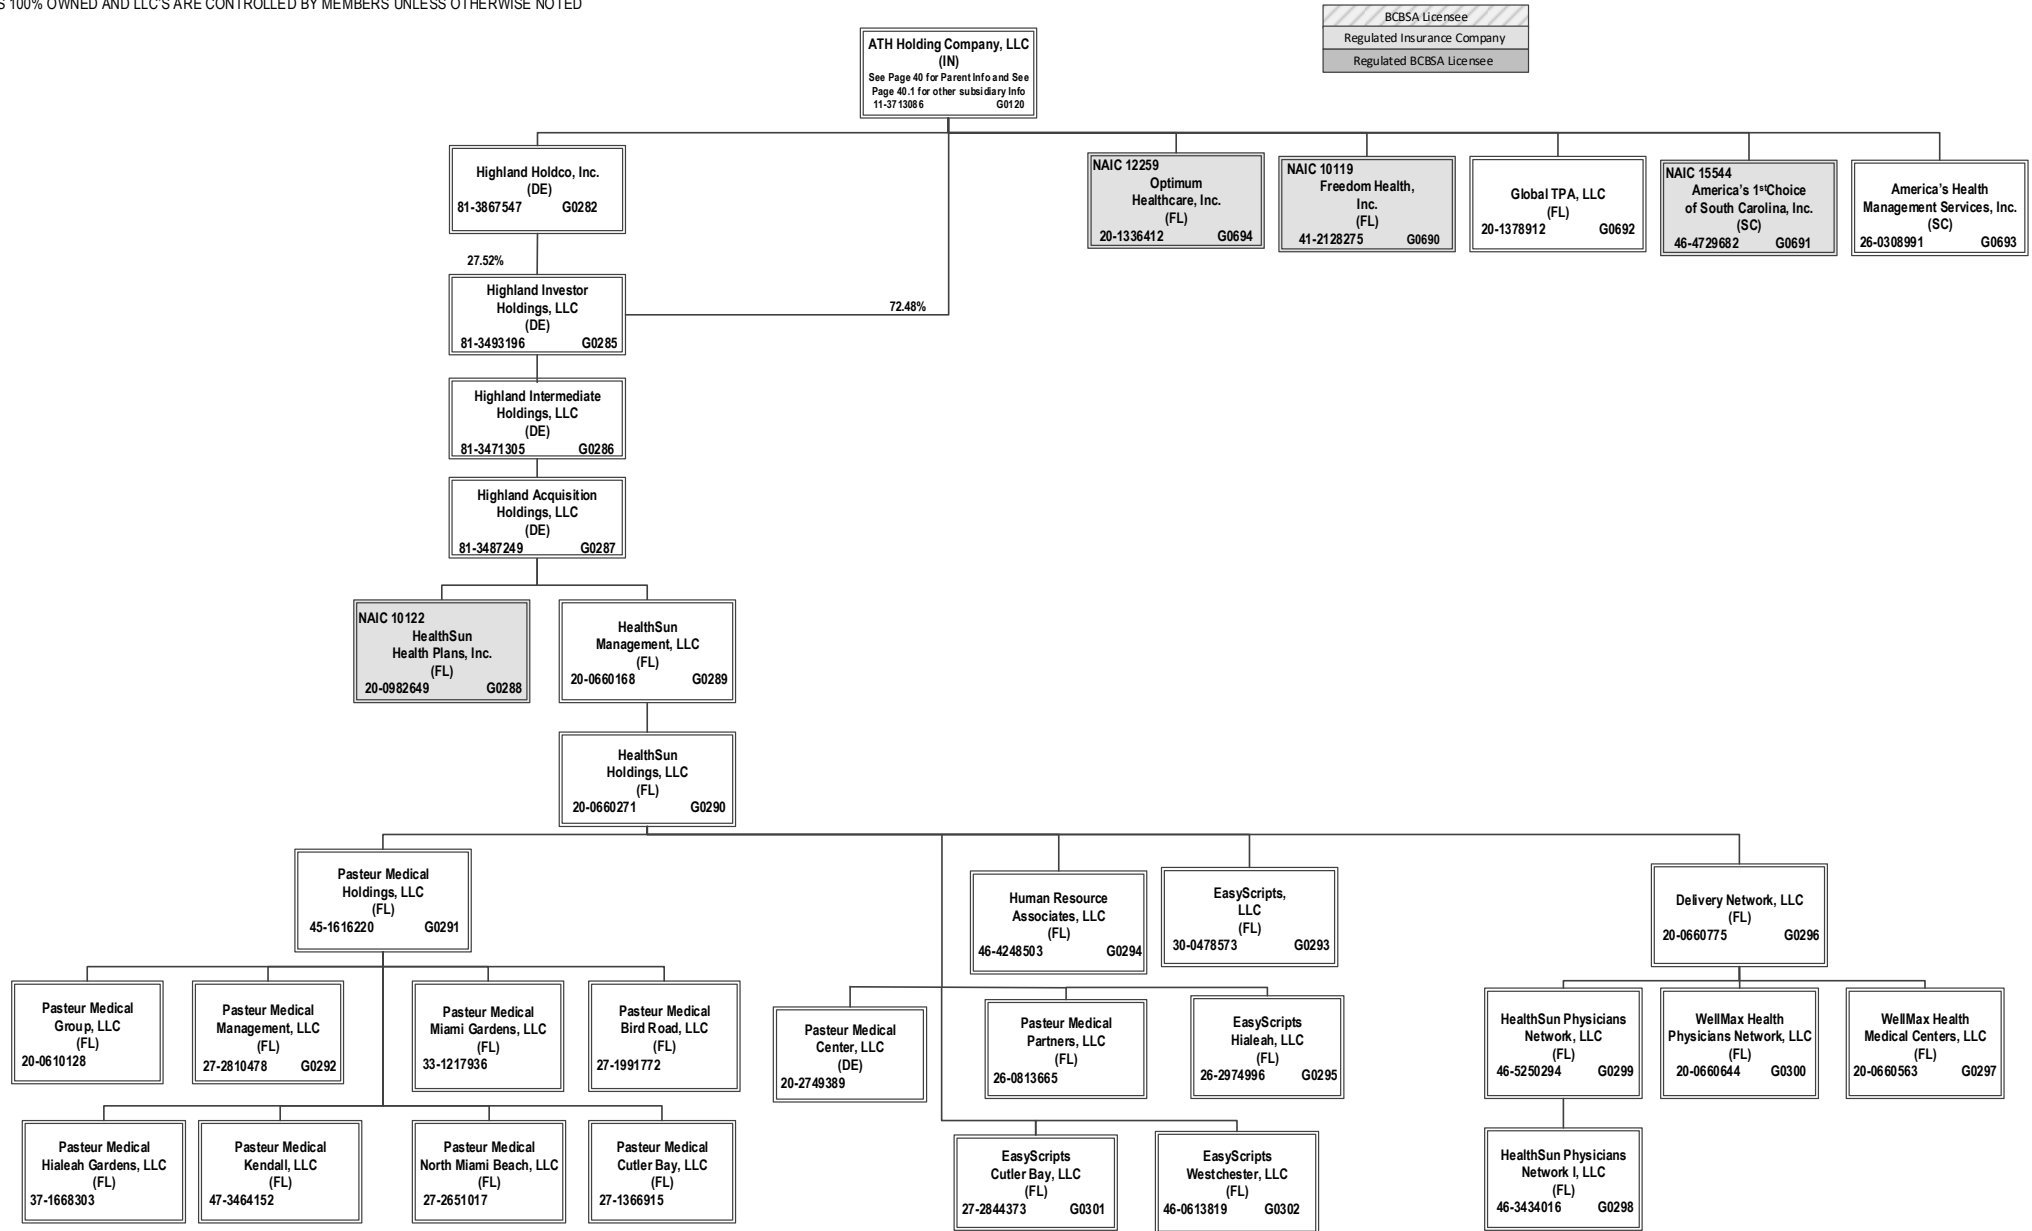 S 100% OWNED AND LLC'S ARE CONTROLLED BY MEMBERS UNLESS OTHERWISE NOTED
BCBSA Licensee
Regulated Insurance Company
Regulated BCBSA Licensee
ATH Holding Company, LLC
(IN)
See Page 40 for Parent Info and See
Page 40.1 for other subsidiary Info
11-3713086 G0120
Highland Holdco, Inc.
(DE)
81-3867547 G0282
NAIC 12259
Optimum
Healthcare, Inc.
(FL)
20-1336412 G0694
NAIC 10119
Freedom Health,
Inc.
(FL)
41-2128275 G0690
Global TPA, LLC
(FL)
20-1378912 G0692
NAIC 15544
America's 1stChoice
of South Carolina, Inc.
(SC)
46-4729682 G0691
America's Health
Management Services, Inc.
(SC)
26-0308991 G0693
27.52%
72.48%
Highland Investor
Holdings, LLC
(DE)
81-3493196 G0285
Highland Intermediate
Holdings, LLC
(DE)
81-3471305 G0286
Highland Acquisition
Holdings, LLC
(DE)
81-3487249 G0287
NAIC 10122
HealthSun
Health Plans, Inc.
(FL)
20-0982649 G0288
HealthSun
Management, LLC
(FL)
20-0660168 G0289
HealthSun
Holdings, LLC
(FL)
20-0660271 G0290
Pasteur Medical
Holdings, LLC
(FL)
45-1616220 G0291
Human Resource
Associates, LLC
(FL)
46-4248503 G0294
EasyScripts,
LLC
(FL)
30-0478573 G0293
Delivery Network, LLC
(FL)
20-0660775 G0296
Pasteur Medical
Group, LLC
(FL)
20-0610128
Pasteur Medical
Management, LLC
(FL)
27-2810478 G0292
Pasteur Medical
Miami Gardens, LLC
(FL)
33-1217936
Pasteur Medical
Bird Road, LLC
(FL)
27-1991772
Pasteur Medical
Center, LLC
(DE)
20-2749389
Pasteur Medical
Partners, LLC
(FL)
26-0813665
EasyScripts
Hialeah, LLC
(FL)
26-2974996 G0295
HealthSun Physicians
Network, LLC
(FL)
46-5250294 G0299
WellMax Health
Physicians Network, LLC
(FL)
20-0660644 G0300
WellMax Health
Medical Centers, LLC
(FL)
20-0660563 G0297
Pasteur Medical
Hialeah Gardens, LLC
(FL)
37-1668303
Pasteur Medical
Kendall, LLC
(FL)
47-3464152
Pasteur Medical
North Miami Beach, LLC
(FL)
27-2651017
Pasteur Medical
Cutler Bay, LLC
(FL)
27-1366915
EasyScripts
Cutler Bay, LLC
(FL)
27-2844373 G0301
EasyScripts
Westchester, LLC
(FL)
46-0613819 G0302
HealthSun Physicians
Network I, LLC
(FL)
46-3434016 G0298